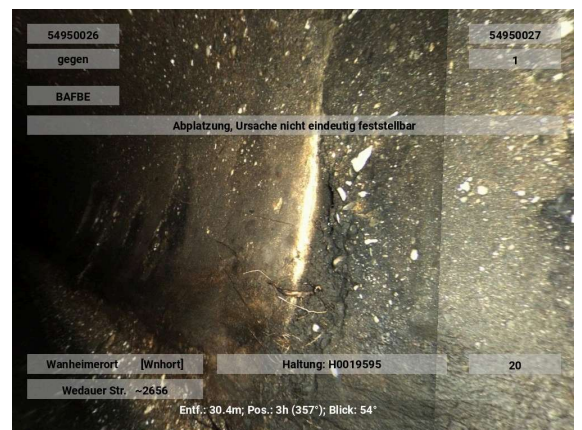 54950026
54950027
gegen
1
BAFBE
Abplatzung, Ursache nicht eindeutig feststellbar
Wanheimerort [Wnhort]
Haltung: H0019595
20
Wedauer Str. ~2656
Entf.: 30.4m; Pos.: 3h (357°); Blick: 54°